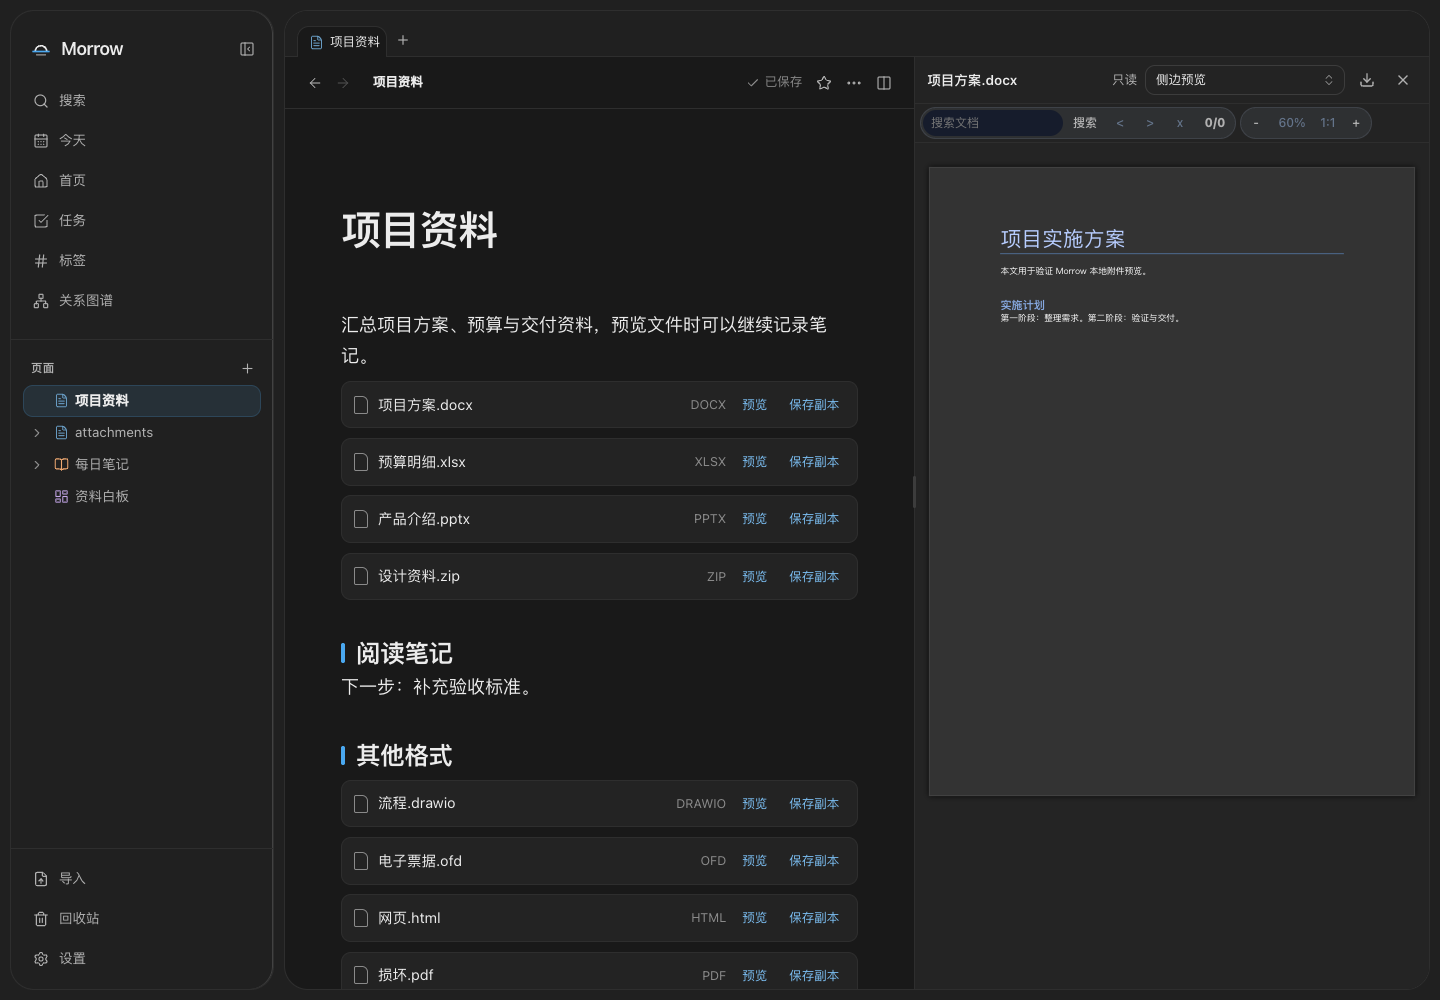 Morrow
搜索
今天
首页
任务
标签
关系图谱
页面
项目资料
attachments
每日笔记
资料白板
导入
回收站
设置
项目资料
项目资料
已保存
项目资料
汇总项目方案、预算与交付资料，预览文件时可以继续记录笔
记。
项目方案.docx DOCX 预览 保存副本
预算明细.xlsx XLSX 预览 保存副本
产品介绍.pptx PPTX 预览 保存副本
设计资料.zip ZIP 预览 保存副本
阅读笔记
下一步：补充验收标准。
其他格式
流程.drawio DRAWIO 预览 保存副本
电子票据.ofd OFD 预览 保存副本
网页.html HTML 预览 保存副本
损坏.pdf PDF 预览 保存副本
项目方案.docx 只读 侧边预览
搜索文档 搜索 < > x 0/0 - 60% 1:1 +
项目实施方案
本文用于验证 Morrow 本地附件预览。
实施计划
第一阶段：整理需求。第二阶段：验证与交付。